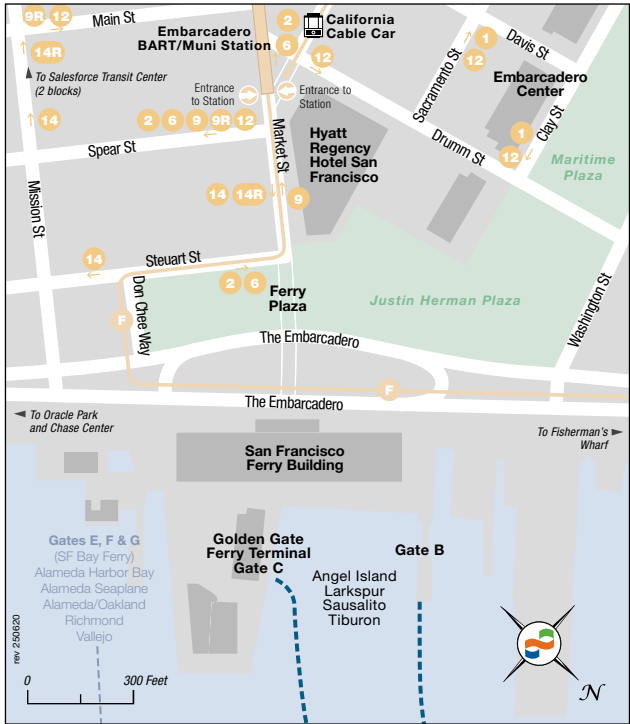 9R 12
Main St
2
California
Cable Car
Embarcadero
BART/Muni Station
6
12
14R
To Salesforce Transit Center
(2 blocks)
Sacramento St
1
12
Davis St
Embarcadero
Center
Entrance
to Station
Entrance to
Station
14
2 6 9 9R 12
Spear St
Market St
Hyatt
Regency
Hotel San
Francisco
Drumm St
1
12
Clay St
Maritime
Plaza
Mission St
14 14R
9
14
Steuart St
2 6
Ferry
Plaza
Justin Herman Plaza
Washington St
Don Chee Way
F
The Embarcadero
F
The Embarcadero
To Oracle Park
and Chase Center
To Fisherman's
Wharf
San Francisco
Ferry Building
Gates E, F & G
(SF Bay Ferry)
Alameda Harbor Bay
Alameda Seaplane
Alameda/Oakland
Richmond
Vallejo
Golden Gate
Ferry Terminal
Gate C
Gate B
Angel Island
Larkspur
Sausalito
Tiburon
rev 250620
0 300 Feet
N